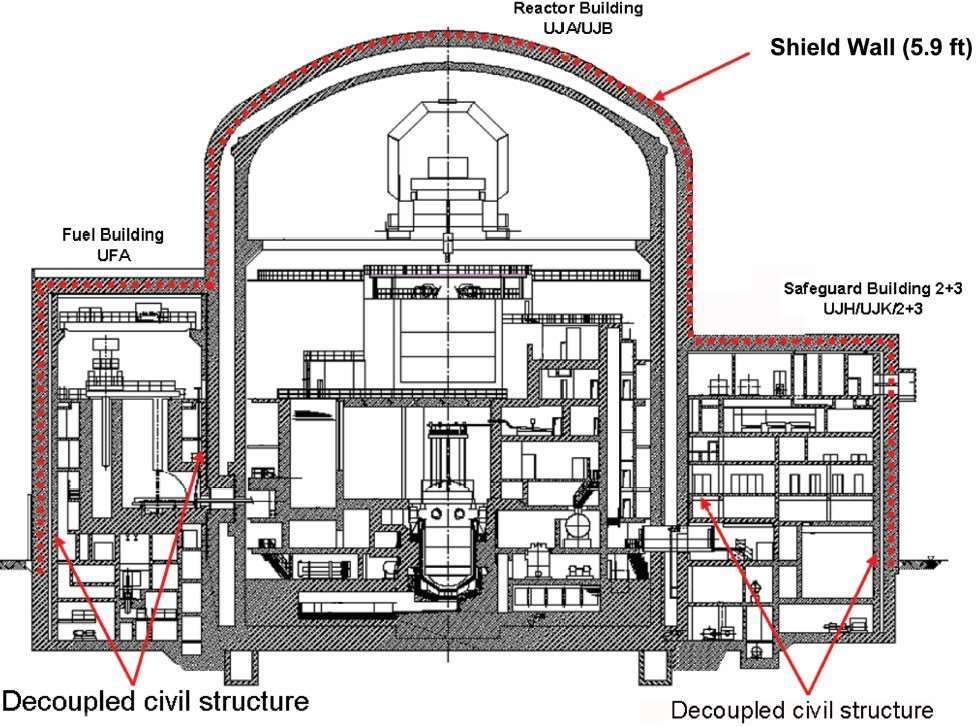 Reactor Building
UJA/UJB
Shield Wall (5.9 ft)
Fuel Building
UFA
Safeguard Building 2+3
UJH/UJK/2+3
Decoupled civil structure
Decoupled civil structure